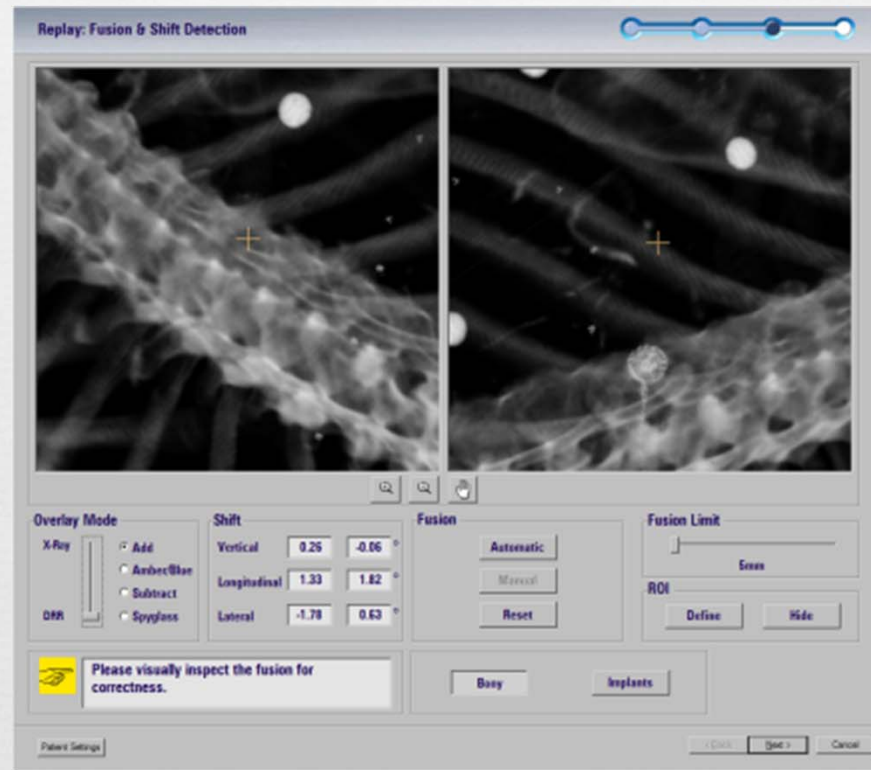 Replay: Fusion & Shift Detection
Overlay Mode
X-Ray
DRR
Add
Amber/Blue
Subtract
Spyglass
Shift
Vertical 0.26 -0.06 °
Longitudinal 1.33 1.82 °
Lateral -1.78 0.63 °
Fusion
Automatic
Manual
Reset
Fusion Limit
5mm
ROI
Define Hide
Please visually inspect the fusion for
correctness.
Bony Implants
Patient Settings
< Back Next > Cancel